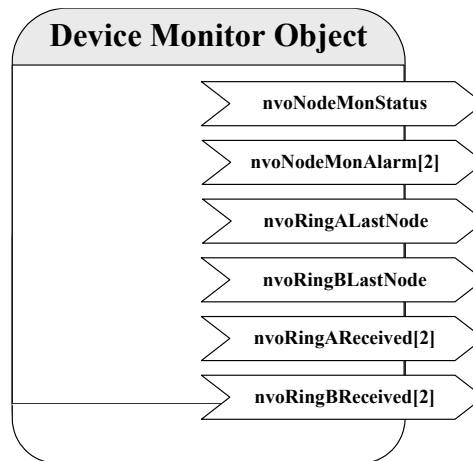 Device Monitor Object
nvoNodeMonStatus
nvoNodeMonAlarm[2]
nvoRingALastNode
nvoRingBLastNode
nvoRingAReceived[2]
nvoRingBReceived[2]